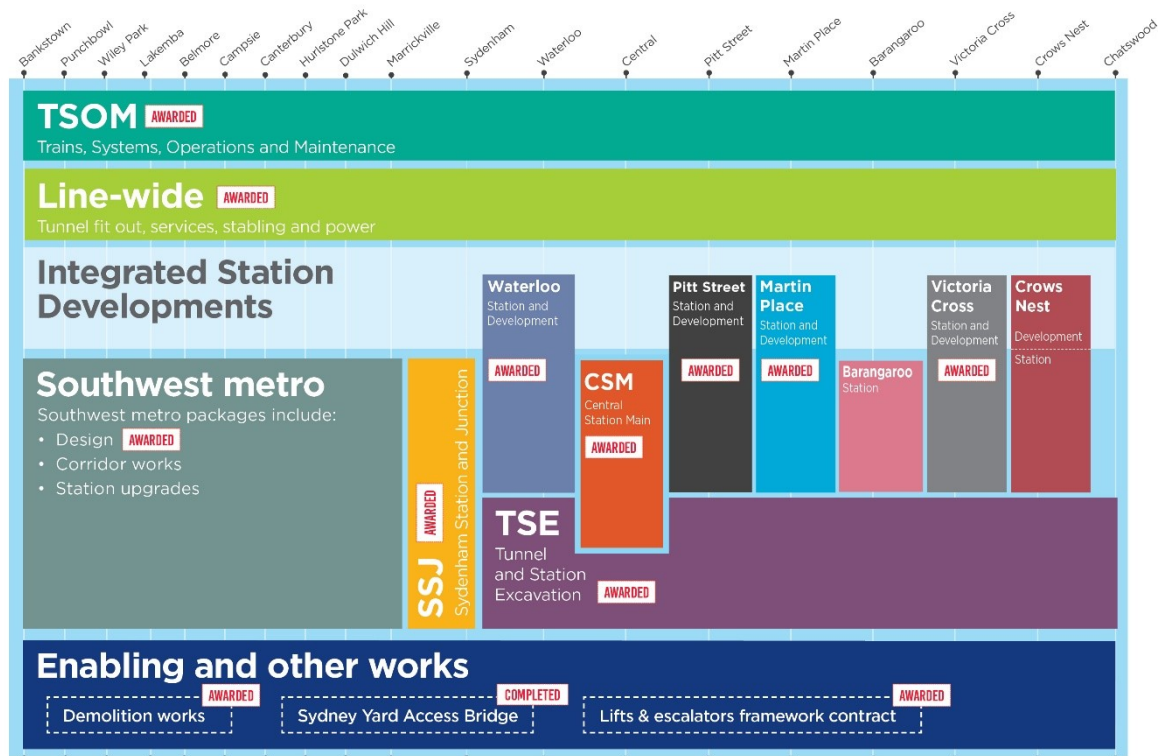 Bankstown
Punchbowl
Wiley Park
Lakemba
Belmore
Campsie
Canterbury
Hurlstone Park
Dulwich Hill
Marrickville
Sydenham
Waterloo
Central
Pitt Street
Martin Place
Barangaroo
Victoria Cross
Crows Nest
Chatswood
TSOM AWARDED
Trains, Systems, Operations and Maintenance
Line-wide AWARDED
Tunnel fit out, services, stabling and power
Integrated Station
Developments
Waterloo
Station and
Development
AWARDED
Pitt Street
Station and
Development
AWARDED
Martin
Place
Station and
Development
AWARDED
Victoria
Cross
Station and
Development
AWARDED
Crows
Nest
Development
Station
Southwest metro
Southwest metro packages include:
• Design AWARDED
• Corridor works
• Station upgrades
SSJ AWARDED
Sydenham Station and Junction
CSM
Central
Station Main
AWARDED
Barangaroo
Station
TSE
Tunnel
and Station
Excavation AWARDED
Enabling and other works
AWARDED
Demolition works
COMPLETED
Sydney Yard Access Bridge
AWARDED
Lifts & escalators framework contract